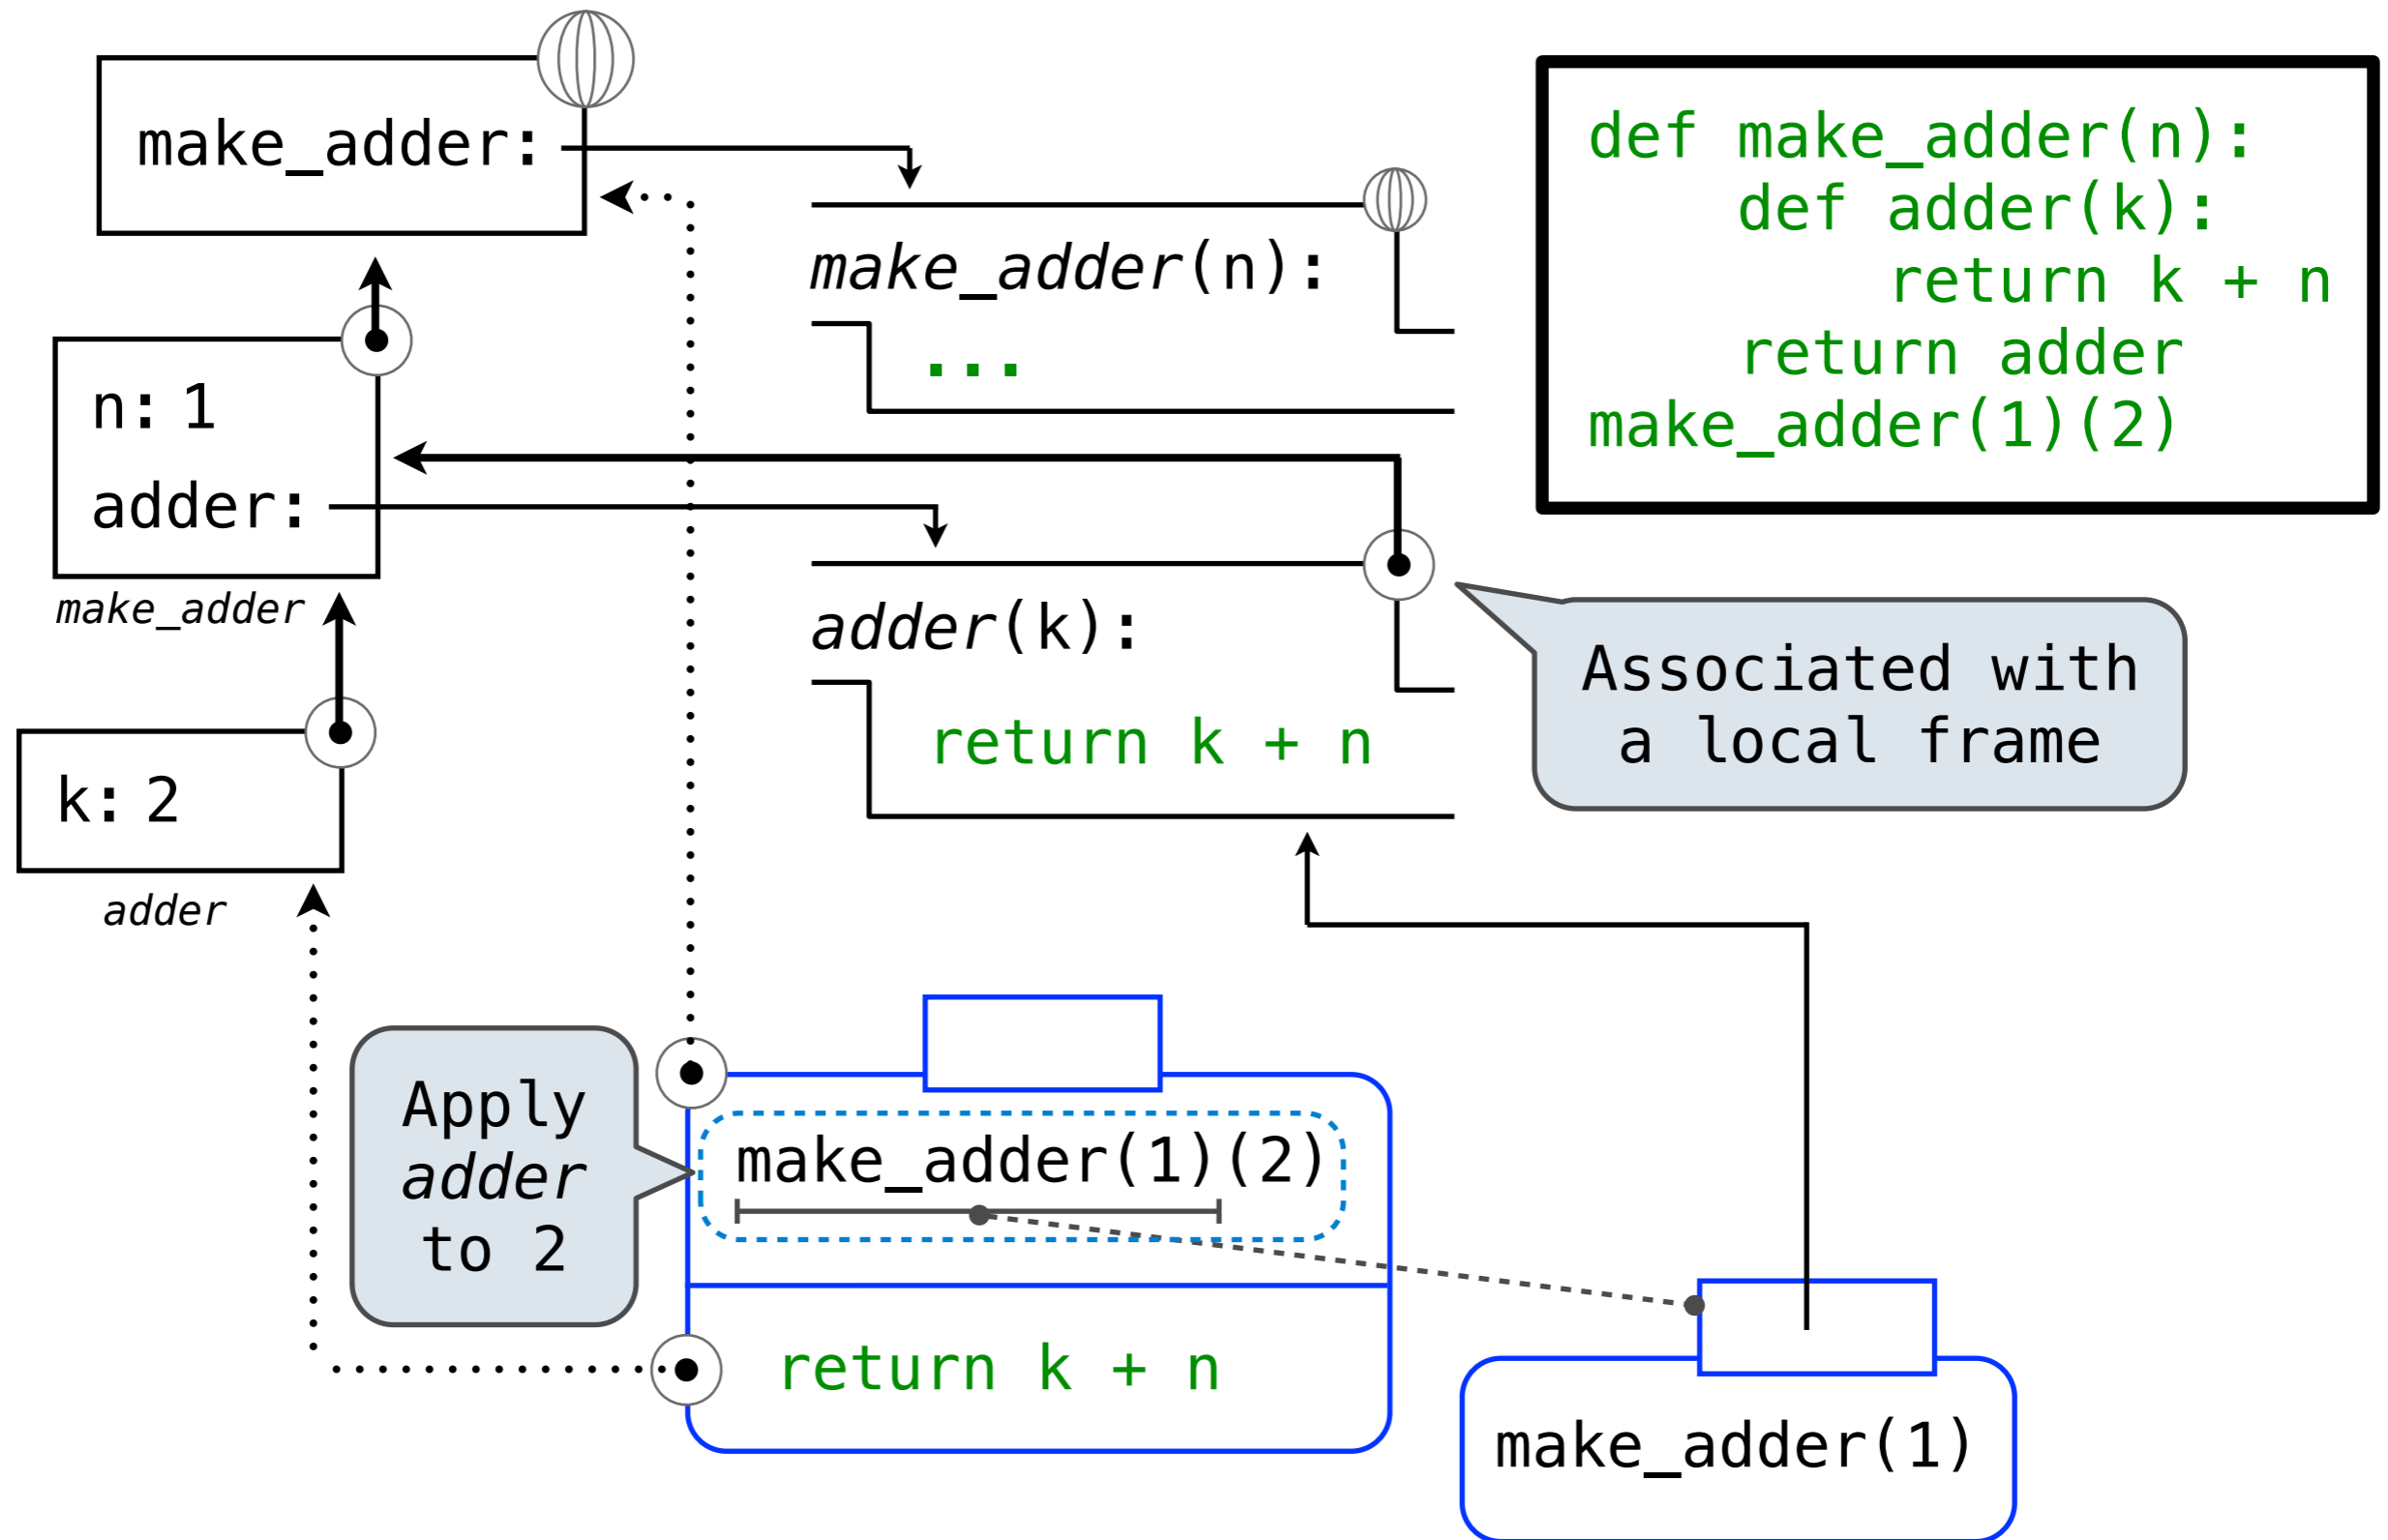 make_adder:
make_adder(n):
...
def make_adder(n):
    def adder(k):
        return k + n
    return adder
make_adder(1)(2)
n: 1
adder:
make_adder
adder(k):
return k + n
Associated with
a local frame
k: 2
adder
Apply
adder
to 2
make_adder(1)(2)
return k + n
make_adder(1)